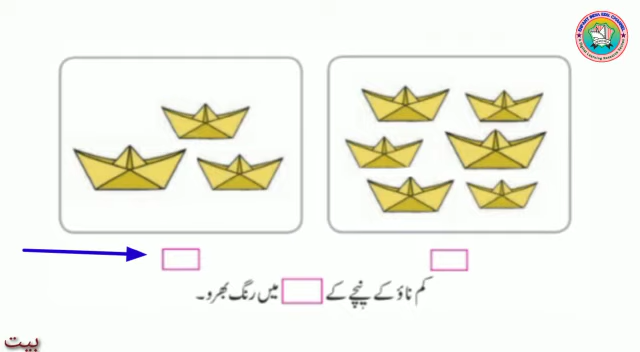 کم ناؤ کے نیچے کے میں رنگ بھرو۔
بیت